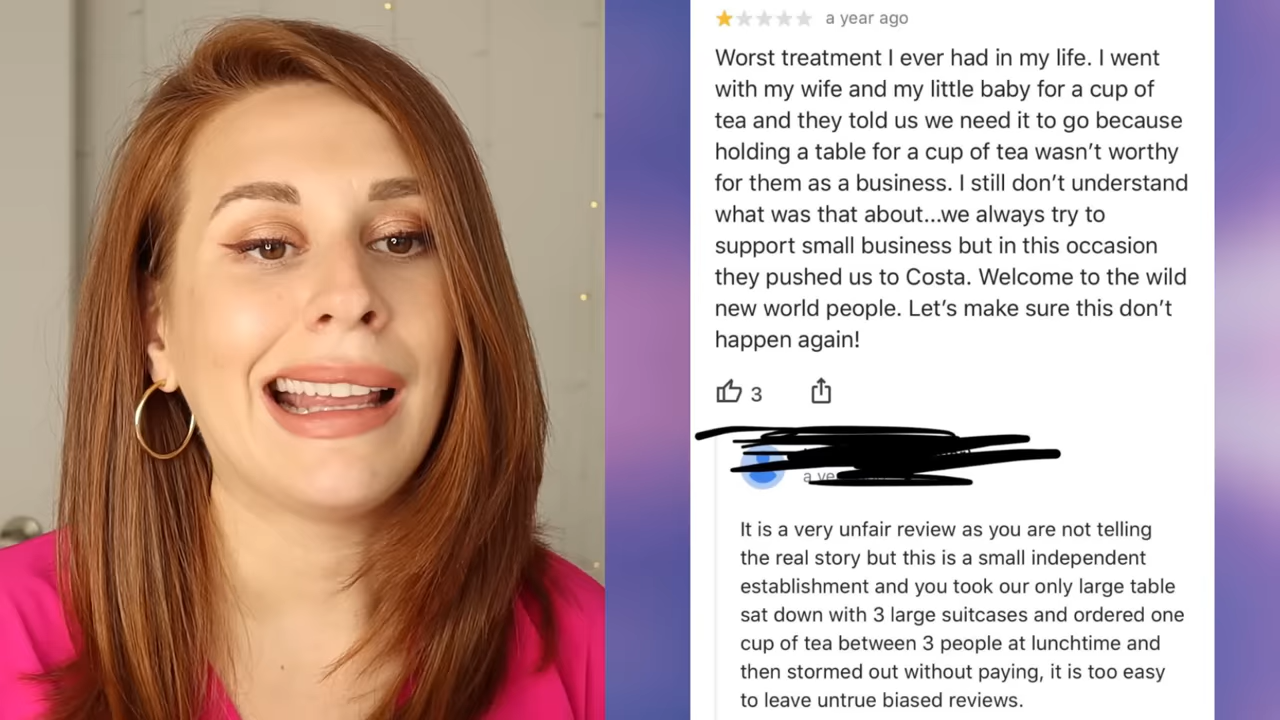 a year ago
Worst treatment I ever had in my life. I went
with my wife and my little baby for a cup of
tea and they told us we need it to go because
holding a table for a cup of tea wasn’t worthy
for them as a business. I still don’t understand
what was that about...we always try to
support small business but in this occasion
they pushed us to Costa. Welcome to the wild
new world people. Let’s make sure this don’t
happen again!
3
It is a very unfair review as you are not telling
the real story but this is a small independent
establishment and you took our only large table
sat down with 3 large suitcases and ordered one
cup of tea between 3 people at lunchtime and
then stormed out without paying, it is too easy
to leave untrue biased reviews.